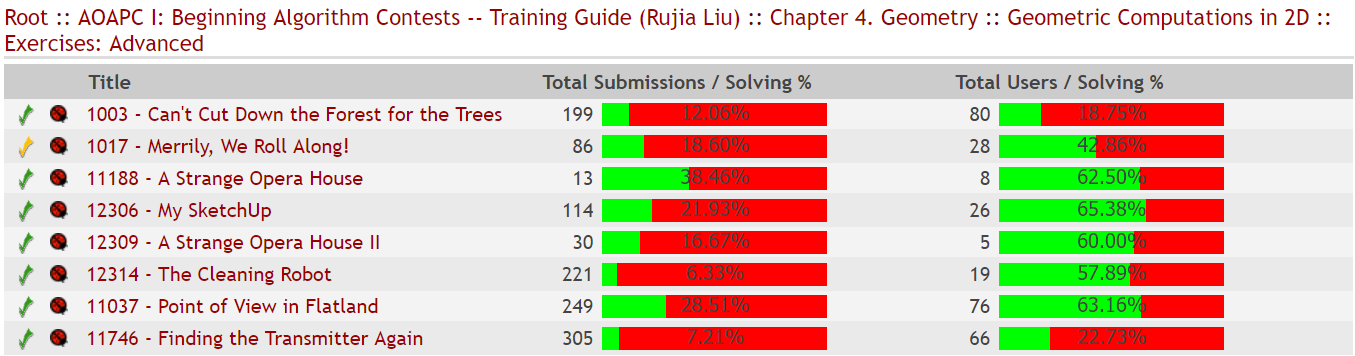 Root :: AOAPC I: Beginning Algorithm Contests -- Training Guide (Rujia Liu) :: Chapter 4. Geometry :: Geometric Computations in 2D ::
Exercises: Advanced
Title Total Submissions / Solving % Total Users / Solving %
1003 - Can't Cut Down the Forest for the Trees 199 12.06% 80 18.75%
1017 - Merrily, We Roll Along! 86 18.60% 28 42.86%
11188 - A Strange Opera House 13 38.46% 8 62.50%
12306 - My SketchUp 114 21.93% 26 65.38%
12309 - A Strange Opera House II 30 16.67% 5 60.00%
12314 - The Cleaning Robot 221 6.33% 19 57.89%
11037 - Point of View in Flatland 249 28.51% 76 63.16%
11746 - Finding the Transmitter Again 305 7.21% 66 22.73%